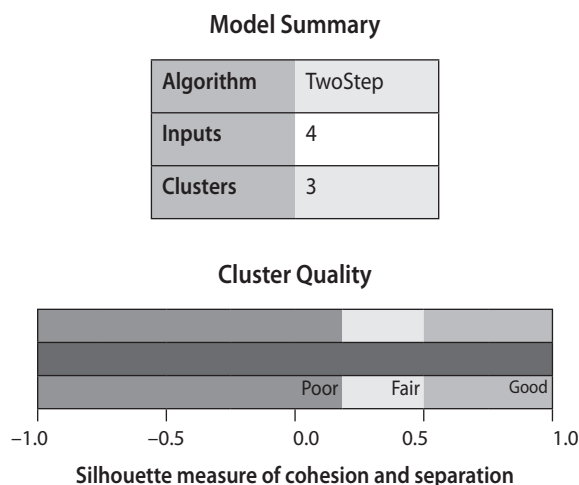 Model Summary
Algorithm TwoStep
Inputs 4
Clusters 3
Cluster Quality
Poor Fair Good
−1.0 −0.5 0.0 0.5 1.0
Silhouette measure of cohesion and separation